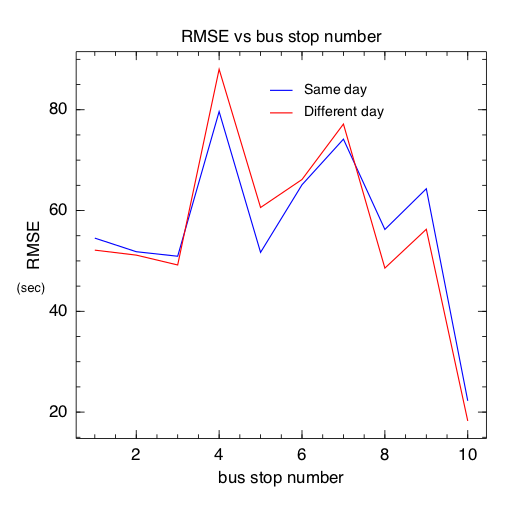 RMSE vs bus stop number
Same day
Different day
80
60
40
20
RMSE
(sec)
2 4 6 8 10
bus stop number